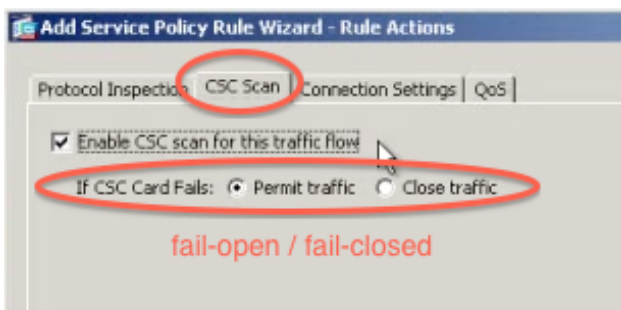 Add Service Policy Rule Wizard - Rule Actions
Protocol Inspection CSC Scan Connection Settings QoS
Enable CSC scan for this traffic flow
If CSC Card Fails: Permit traffic Close traffic
fail-open / fail-closed